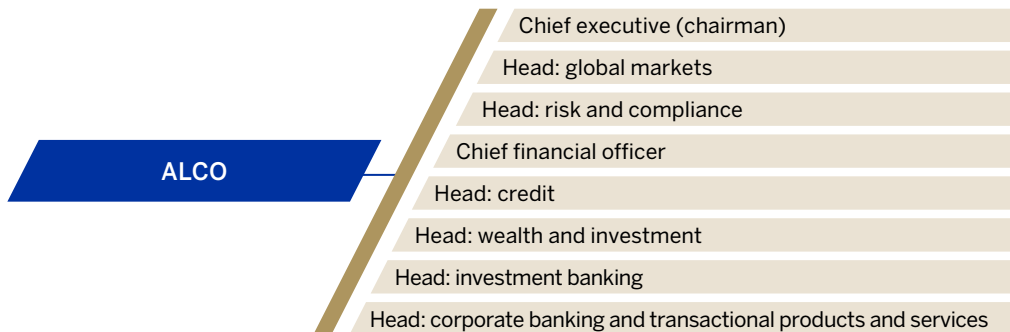 Chief executive (chairman)
Head: global markets
Head: risk and compliance
Chief financial officer
ALCO
Head: credit
Head: wealth and investment
Head: investment banking
Head: corporate banking and transactional products and services